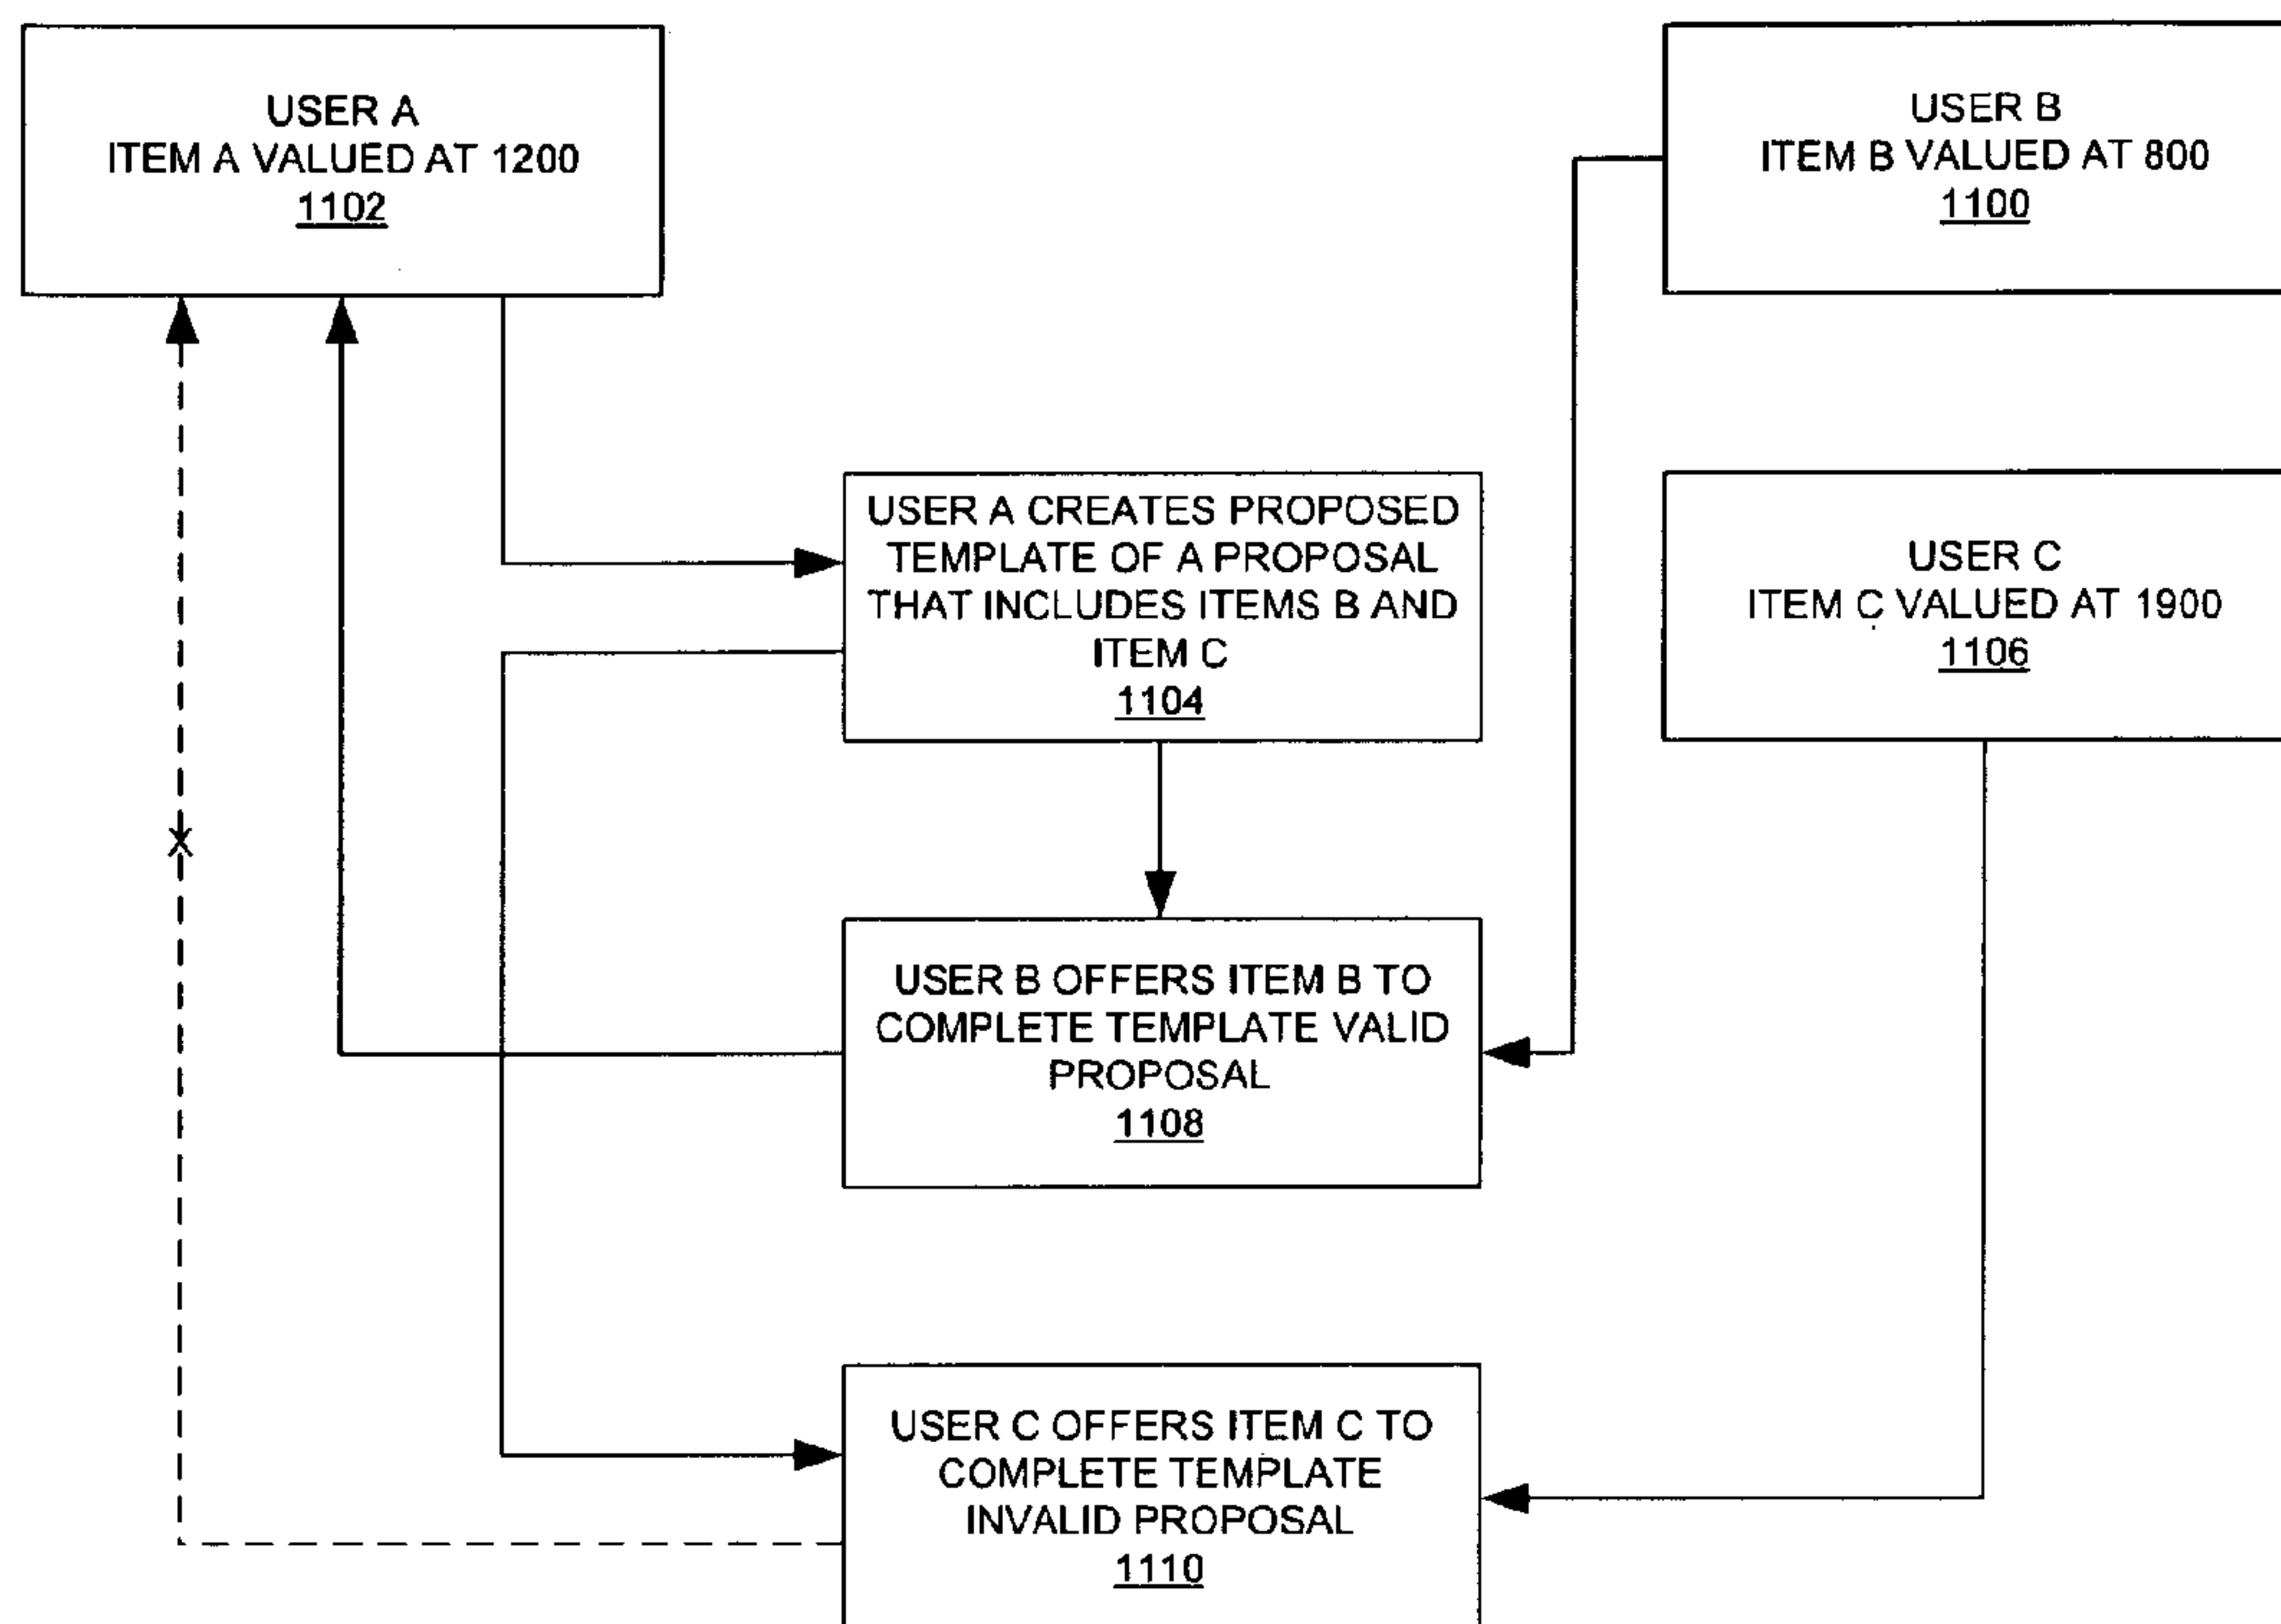 USER A
ITEM A VALUED AT 1200
1102
USER B
ITEM B VALUED AT 800
1100
USER A CREATES PROPOSED
TEMPLATE OF A PROPOSAL
THAT INCLUDES ITEMS B AND
ITEM C
1104
USER C
ITEM C VALUED AT 1900
1106
X
USER B OFFERS ITEM B TO
COMPLETE TEMPLATE VALID
PROPOSAL
1108
USER C OFFERS ITEM C TO
COMPLETE TEMPLATE
INVALID PROPOSAL
1110